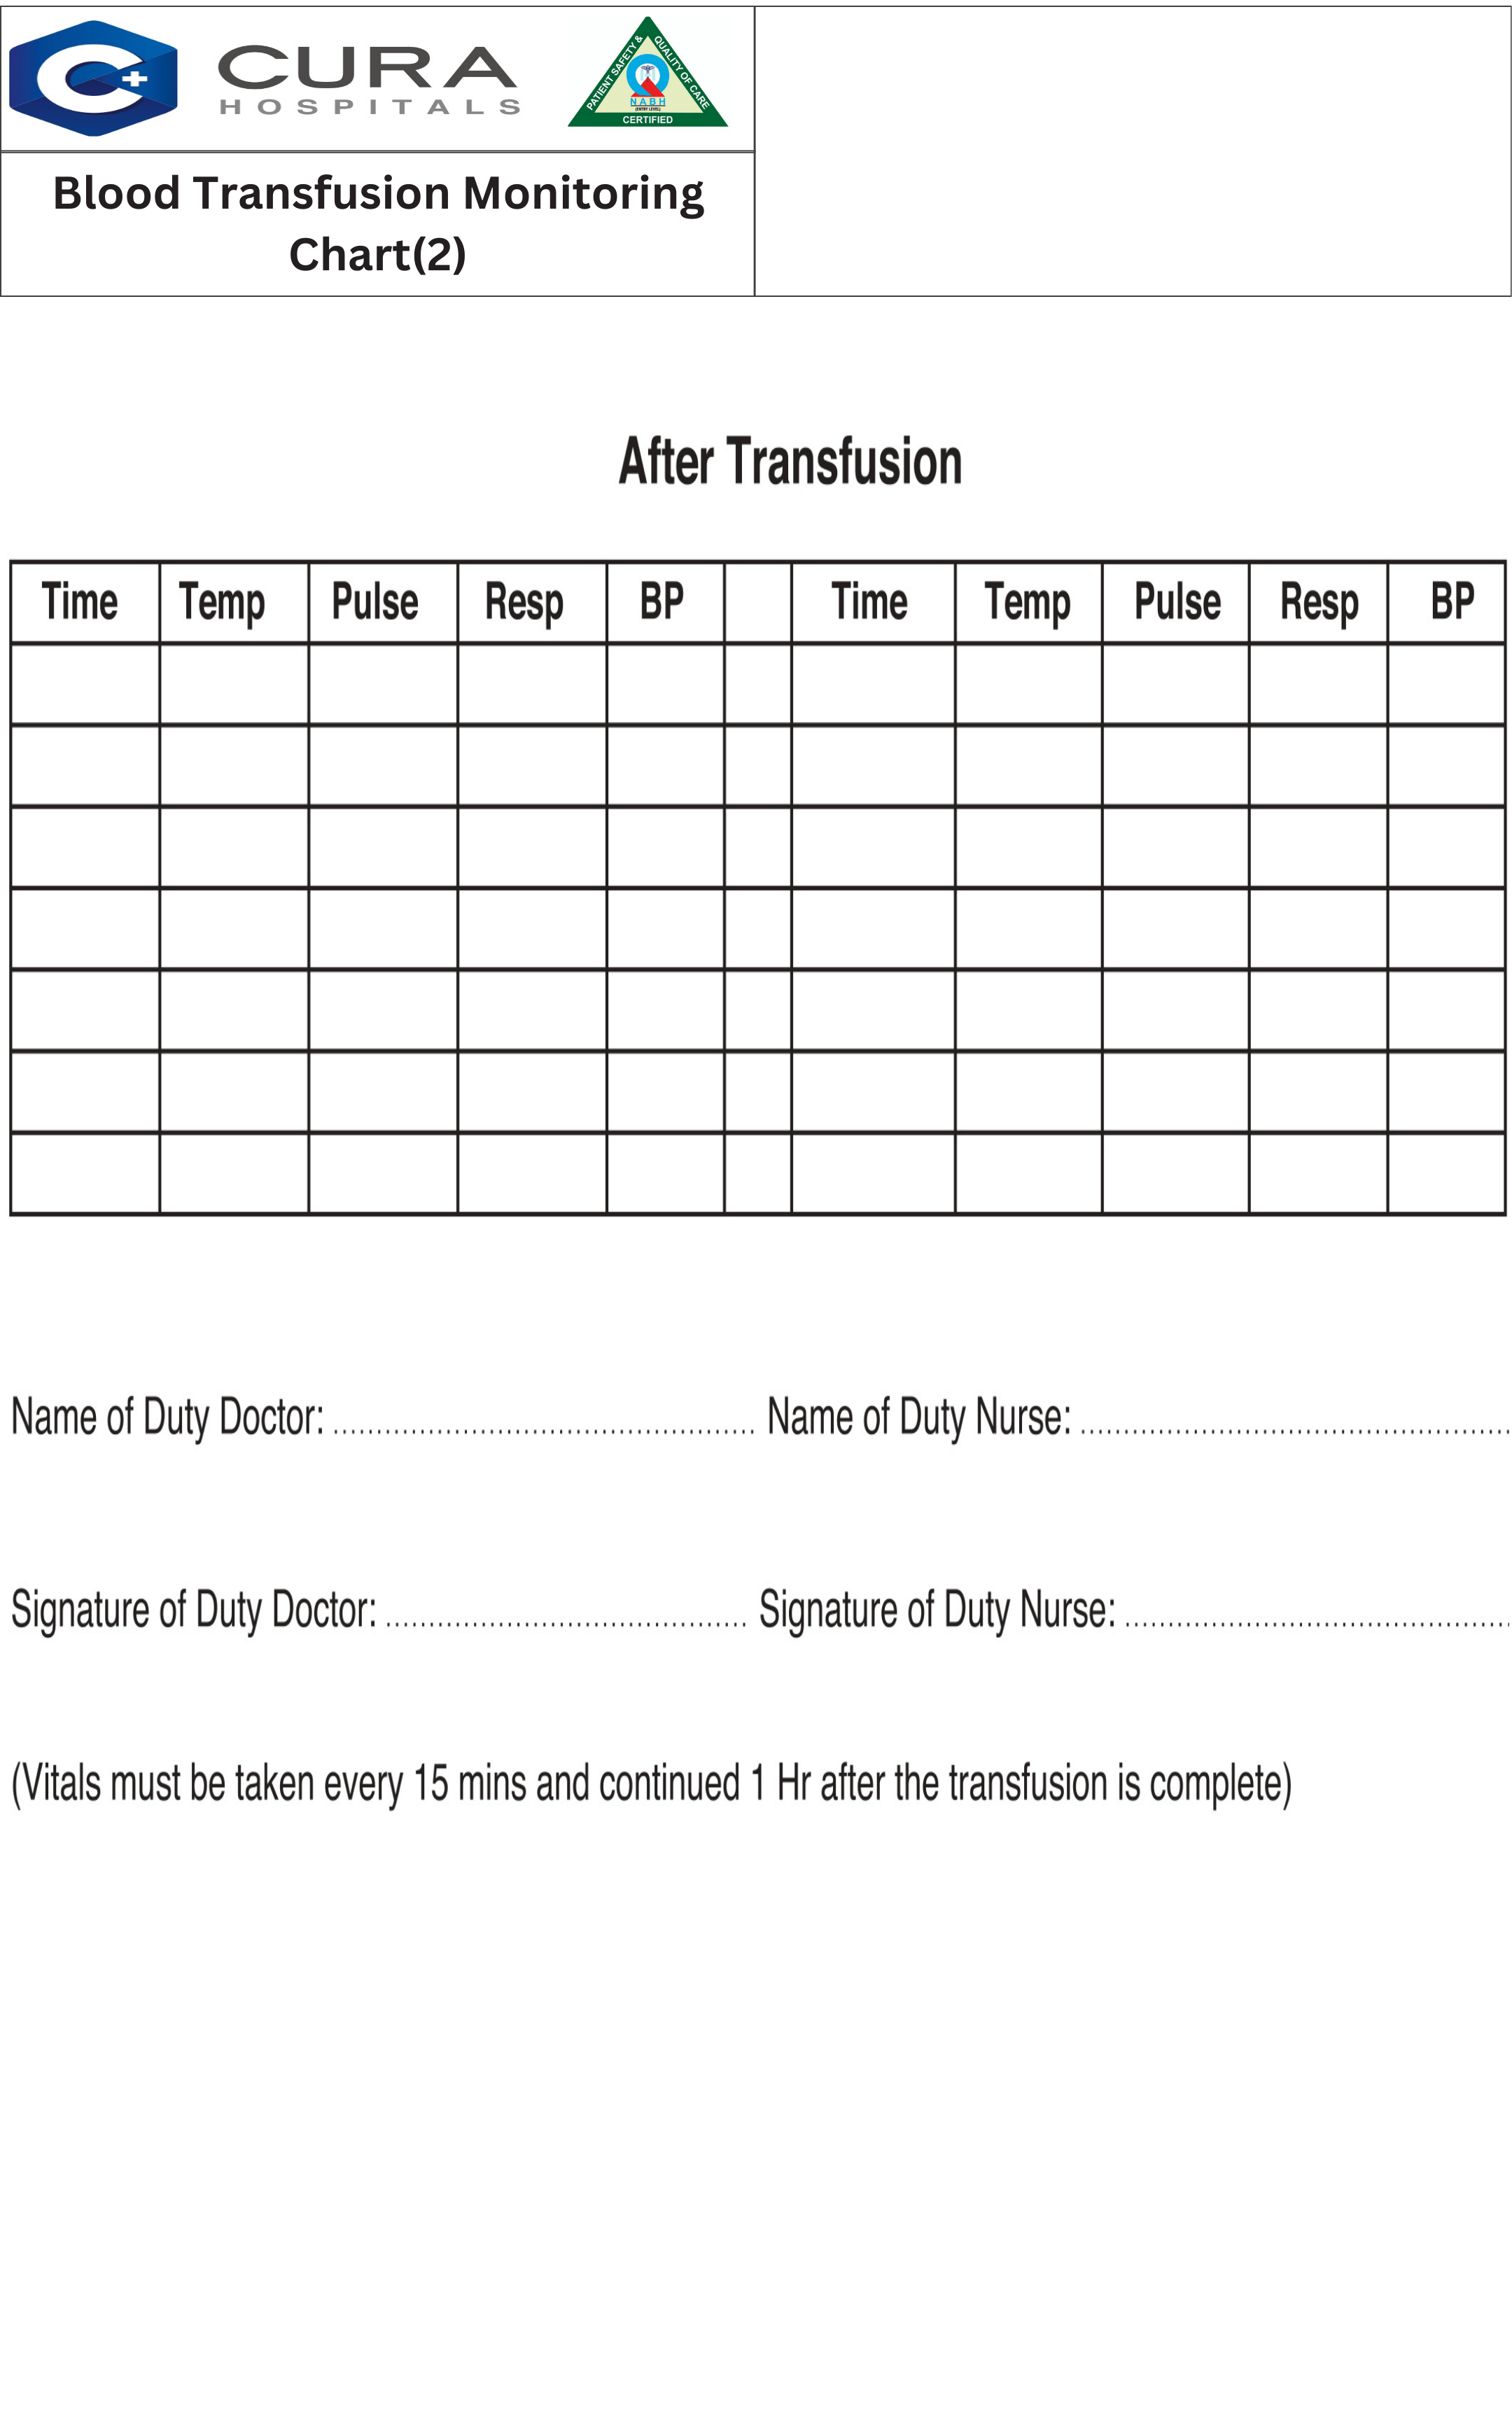 CURA
HOSPITALS
PATIENT SAFETY & QUALITY OF CARE
NABH
(ENTRY LEVEL)
CERTIFIED
Blood Transfusion Monitoring
Chart(2)
After Transfusion
Time Temp Pulse Resp BP Time Temp Pulse Resp BP
Name of Duty Doctor: ................................................. Name of Duty Nurse: ..................................................
Signature of Duty Doctor: .......................................... Signature of Duty Nurse: .............................................
(Vitals must be taken every 15 mins and continued 1 Hr after the transfusion is complete)